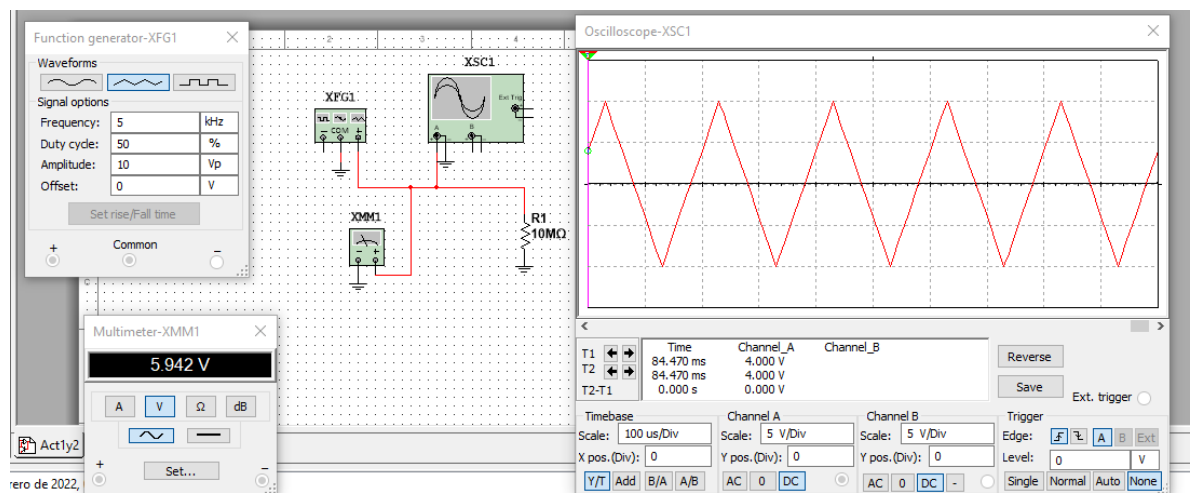 Function generator-XFG1
Waveforms
Signal options
Frequency: 5 kHz
Duty cycle: 50 %
Amplitude: 10 Vp
Offset: 0 V
Set rise/Fall time
+ Common −
2 3 4
XSC1
Ext Trig
A B
XFG1
COM
XMM1
R1
10MΩ
C
Multimeter-XMM1
5.942 V
A V Ω dB
+ Set... −
Act1y2
rero de 2022,
Oscilloscope-XSC1
Time Channel_A Channel_B
T1 84.470 ms 4.000 V
T2 84.470 ms 4.000 V
T2-T1 0.000 s 0.000 V
Reverse
Save
Ext. trigger
Timebase
Scale: 100 us/Div
X pos.(Div): 0
Y/T Add B/A A/B
Channel A
Scale: 5 V/Div
Y pos.(Div): 0
AC 0 DC
Channel B
Scale: 5 V/Div
Y pos.(Div): 0
AC 0 DC -
Trigger
Edge: A B Ext
Level: 0 V
Single Normal Auto None